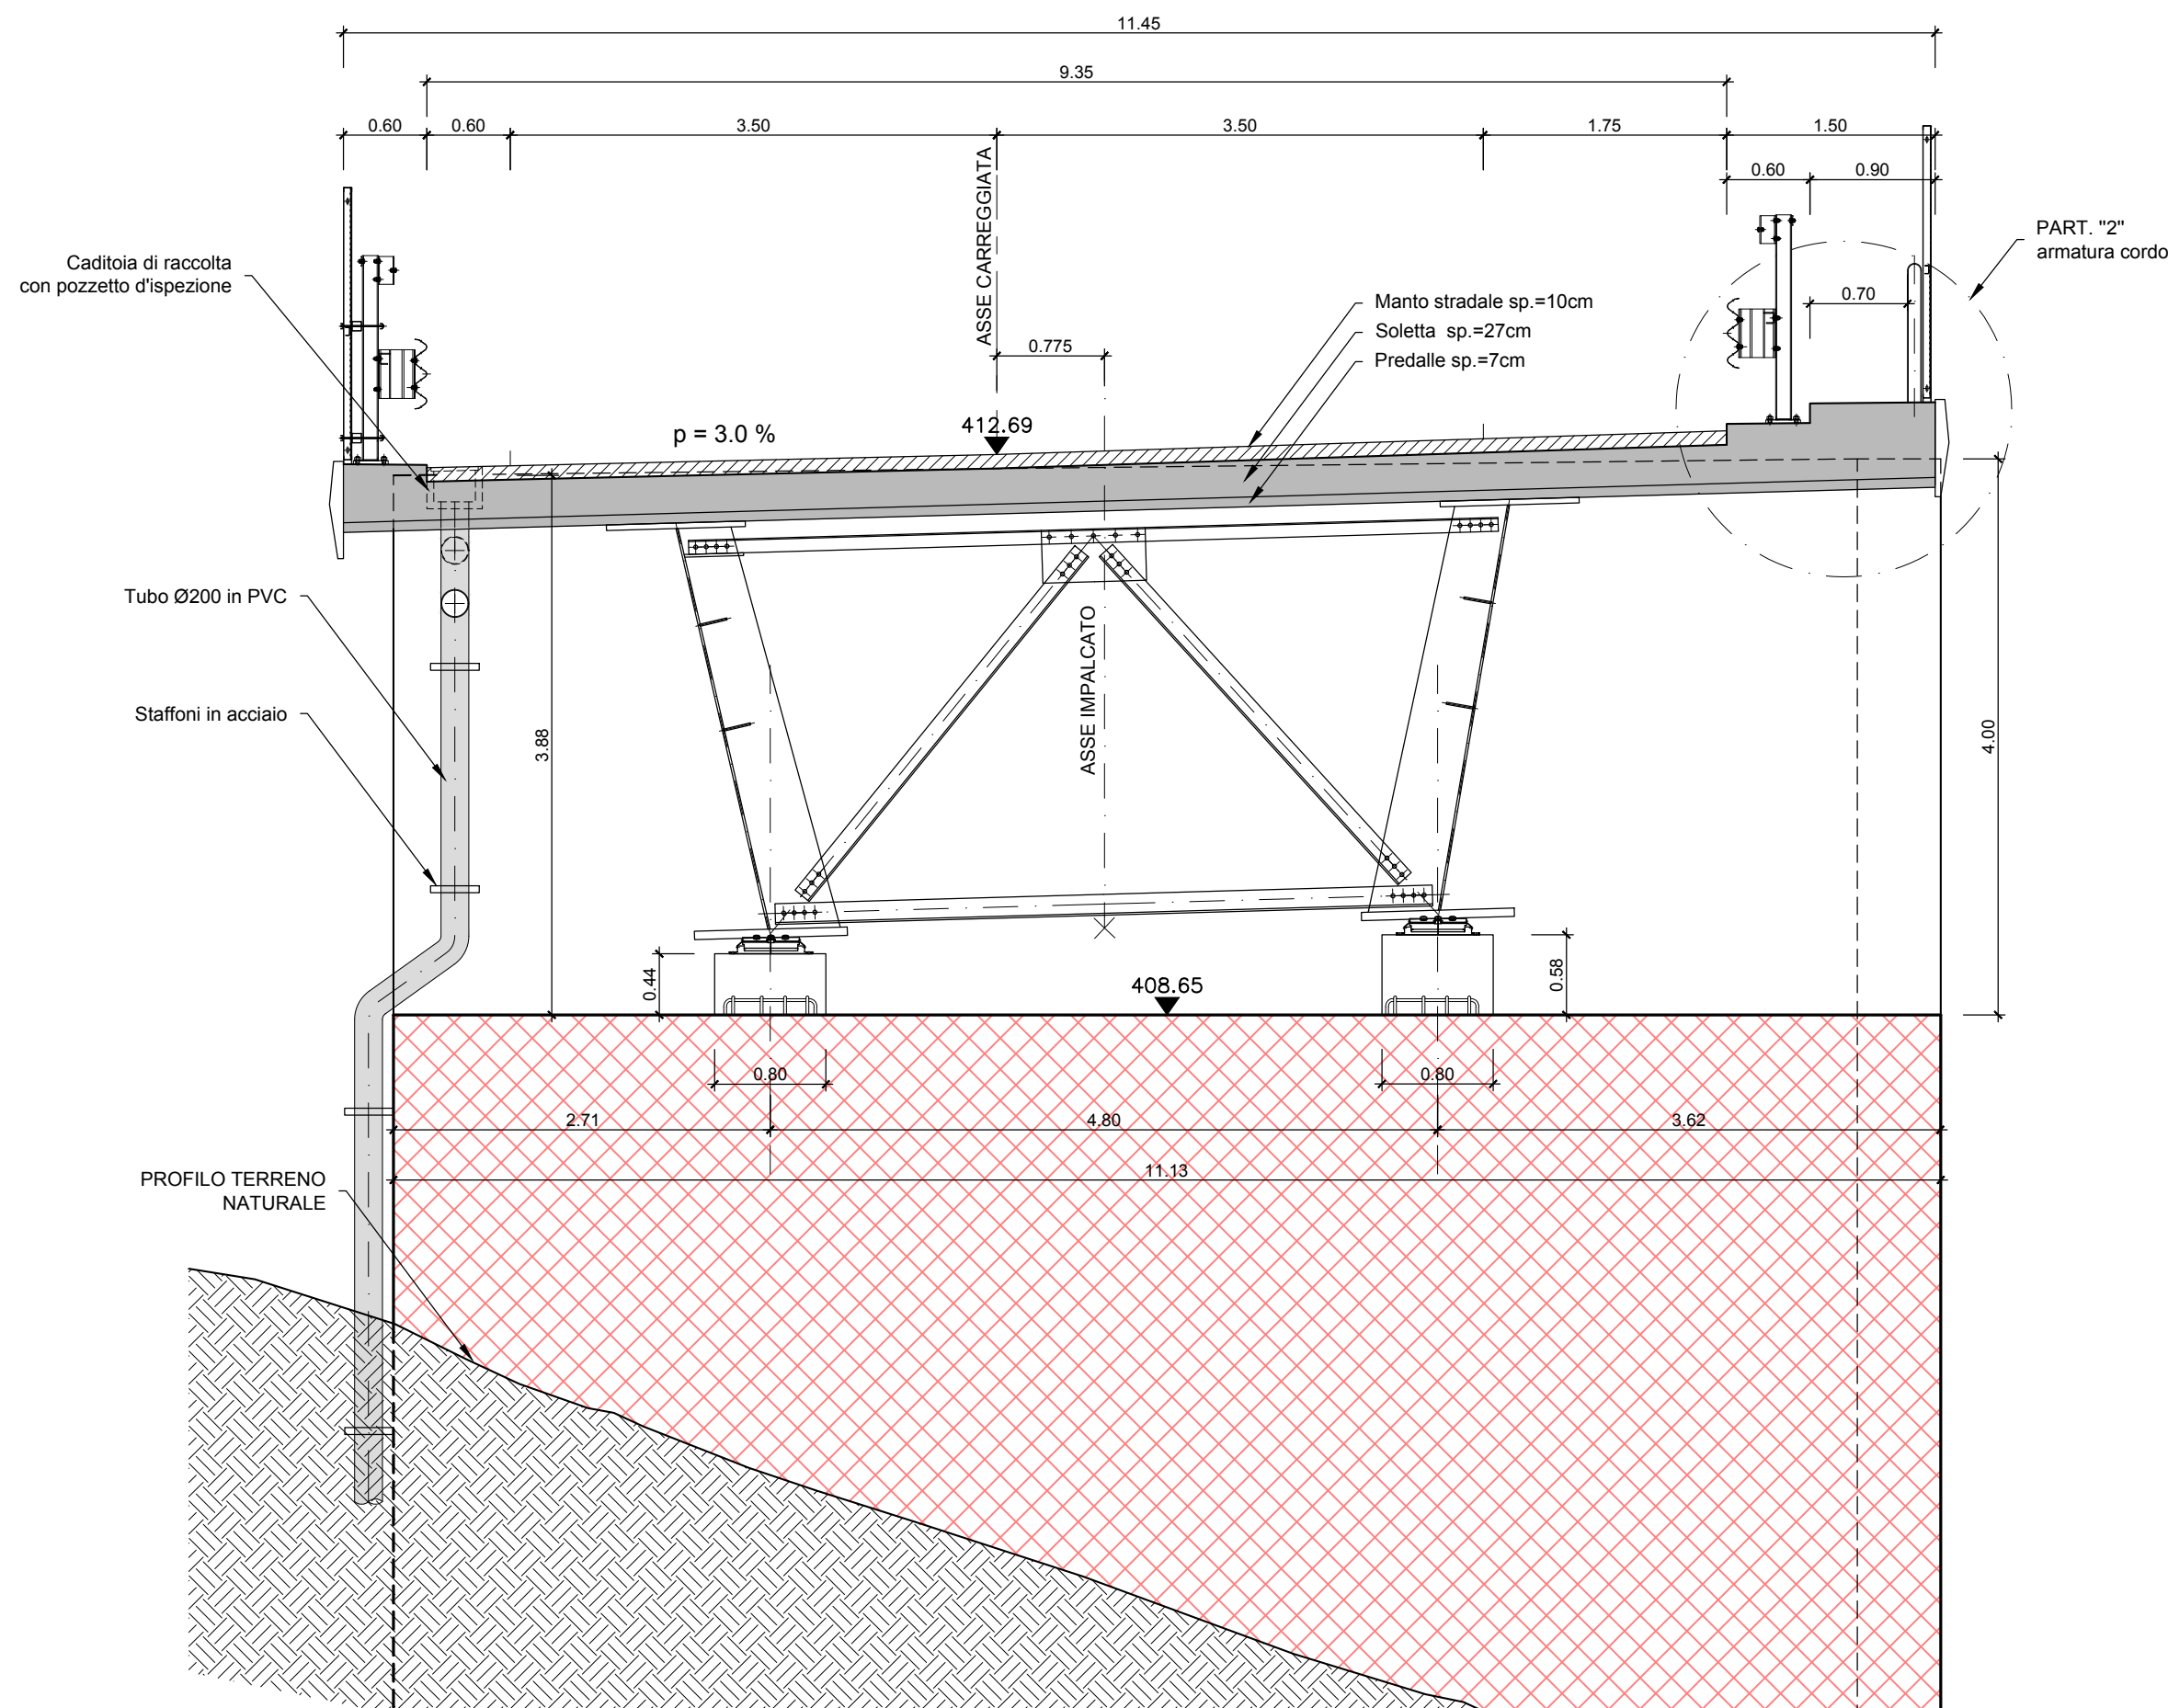 11.45
9.35
0.60
0.60
3.50
3.50
1.75
1.50
0.60
0.90
ASSE CARREGGIATA
PART. "2"
armatura cordo
Caditoia di raccolta
con pozzetto d'ispezione
0.70
Manto stradale sp.=10cm
Soletta sp.=27cm
Predalle sp.=7cm
0.775
412.69
p = 3.0 %
Tubo Ø200 in PVC
ASSE IMPALCATO
Staffoni in acciaio
3.88
4.00
0.44
408.65
0.58
0.80
0.80
2.71
4.80
3.62
11.13
PROFILO TERRENO
NATURALE